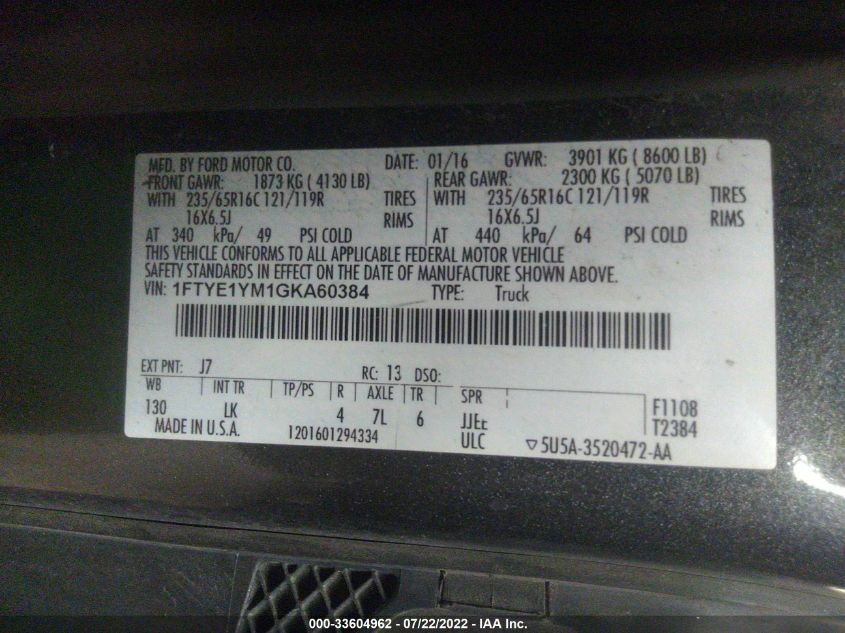 MFD. BY FORD MOTOR CO. DATE: 01/16 GVWR: 3901 KG ( 8600 LB)
FRONT GAWR: 1873 KG ( 4130 LB) REAR GAWR: 2300 KG ( 5070 LB)
WITH 235/65R16C 121/119R TIRES WITH 235/65R16C 121/119R TIRES
16X6.5J RIMS 16X6.5J RIMS
AT 340 kPa/ 49 PSI COLD AT 440 kPa/ 64 PSI COLD
THIS VEHICLE CONFORMS TO ALL APPLICABLE FEDERAL MOTOR VEHICLE
SAFETY STANDARDS IN EFFECT ON THE DATE OF MANUFACTURE SHOWN ABOVE.
VIN: 1FTYE1YM1GKA60384 TYPE: Truck
EXT PNT: J7 RC: 13 DSO:
WB INT TR TP/PS R AXLE TR SPR
130 LK 4 7L 6 F1108
MADE IN U.S.A. 1201601294334 ULC T2384
▽5U5A-3520472-AA
000-33604962 - 07/22/2022 - IAA Inc.